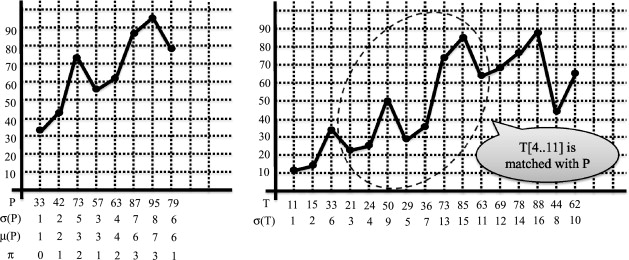 90
80
70
60
50
40
30
20
10
P 33 42 73 57 63 87 95 79
σ(P) 1 2 5 3 4 7 8 6
μ(P) 1 2 3 3 4 6 7 6
π 0 1 2 1 2 3 3 1
90
80
70
60
50
40
30
20
10
T[4..11] is
matched with P
T 11 15 33 21 24 50 29 36 73 85 63 69 78 88 44 62
σ(T) 1 2 6 3 4 9 5 7 13 15 11 12 14 16 8 10